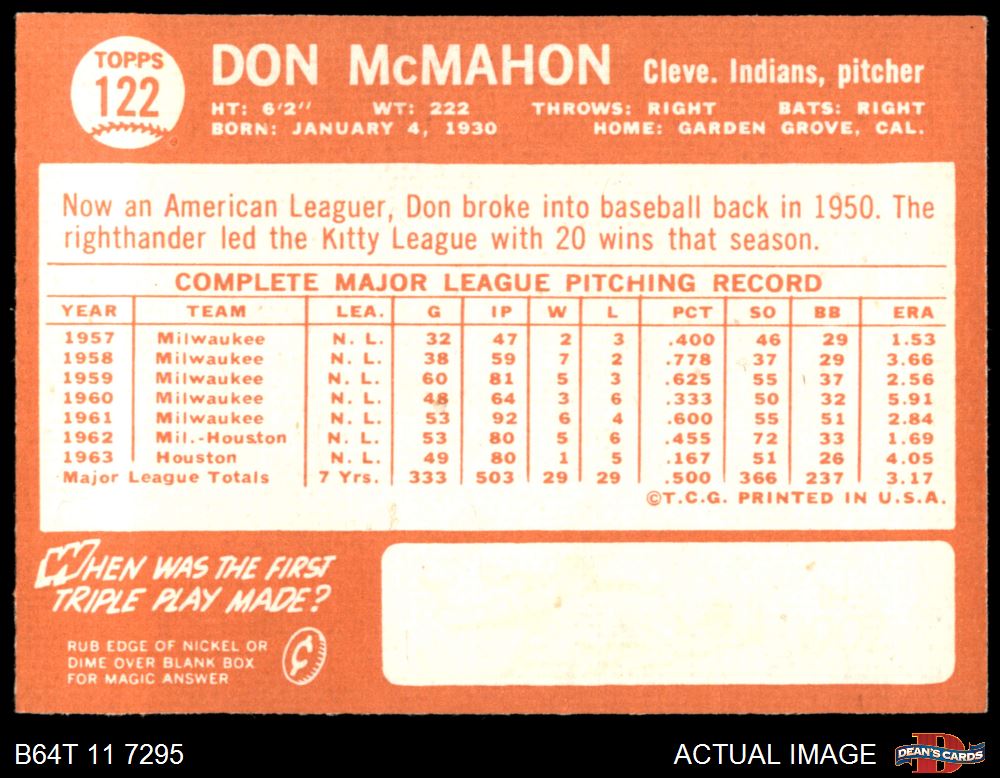 TOPPS
122
DON McMAHON Cleve. Indians, pitcher
HT: 6'2" WT: 222 THROWS: RIGHT BATS: RIGHT
BORN: JANUARY 4, 1930 HOME: GARDEN GROVE, CAL.
Now an American Leaguer, Don broke into baseball back in 1950. The
righthander led the Kitty League with 20 wins that season.
COMPLETE MAJOR LEAGUE PITCHING RECORD
YEAR TEAM LEA. G IP W L PCT SO BB ERA
1957 Milwaukee N. L. 32 47 2 3 .400 46 29 1.53
1958 Milwaukee N. L. 38 59 7 2 .778 37 29 3.66
1959 Milwaukee N. L. 60 81 5 3 .625 55 37 2.56
1960 Milwaukee N. L. 48 64 3 6 .333 50 32 5.91
1961 Milwaukee N. L. 53 92 6 4 .600 55 51 2.84
1962 Mil.-Houston N. L. 53 80 5 6 .455 72 33 1.69
1963 Houston N. L. 49 80 1 5 .167 51 26 4.05
Major League Totals 7 Yrs. 333 503 29 29 .500 366 237 3.17
©T.C.G. PRINTED IN U.S.A.
WHEN WAS THE FIRST
TRIPLE PLAY MADE?
RUB EDGE OF NICKEL OR
DIME OVER BLANK BOX
FOR MAGIC ANSWER
¢
B64T 11 7295 ACTUAL IMAGE
DEAN'S CARDS